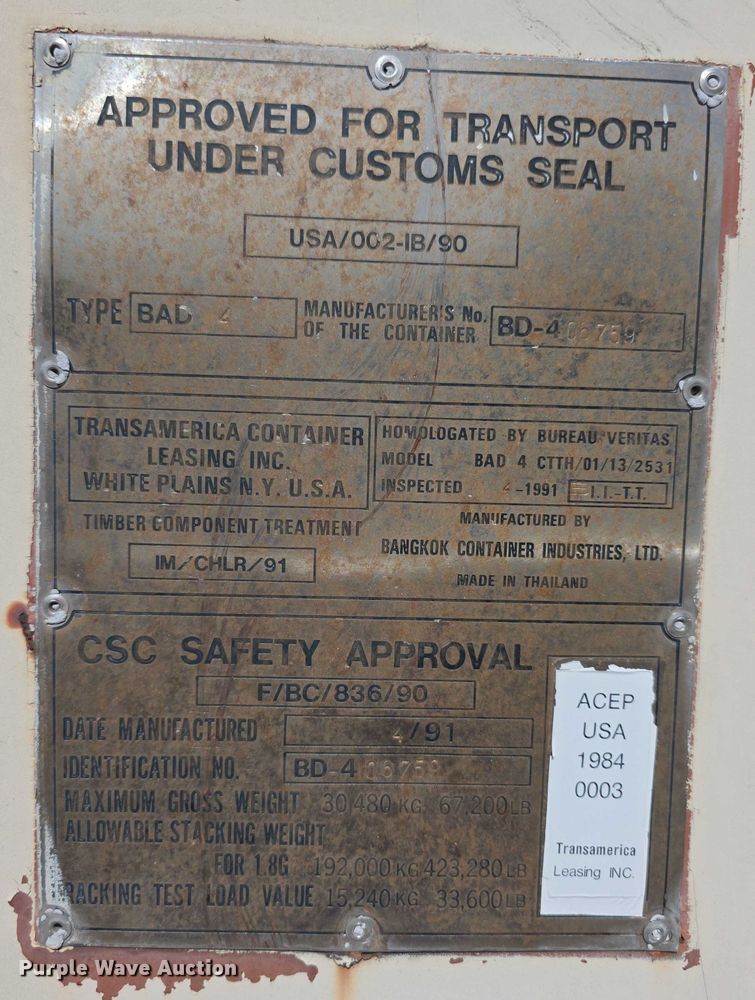 APPROVED FOR TRANSPORT
UNDER CUSTOMS SEAL
USA/002-IB/90
TYPE BAD 4
MANUFACTURER'S No.
OF THE CONTAINER BD-406759
TRANSAMERICA CONTAINER
LEASING INC.
WHITE PLAINS N.Y. U.S.A.
HOMOLOGATED BY BUREAU VERITAS
MODEL BAD 4 CTTH/01/13/2531
INSPECTED 4-1991 I.I.-T.T.
TIMBER COMPONENT TREATMENT
IM/CHLR/91
MANUFACTURED BY
BANGKOK CONTAINER INDUSTRIES, LTD.
MADE IN THAILAND
CSC SAFETY APPROVAL
F/BC/836/90
DATE MANUFACTURED 4/91
IDENTIFICATION NO. BD-406759
MAXIMUM GROSS WEIGHT 30,480 KG 67,200 LB
ALLOWABLE STACKING WEIGHT
FOR 1.8G 192,000 KG 423,280 LB
RACKING TEST LOAD VALUE 15,240 KG 33,600 LB
ACEP
USA
1984
0003
Transamerica
Leasing INC.
Purple Wave Auction